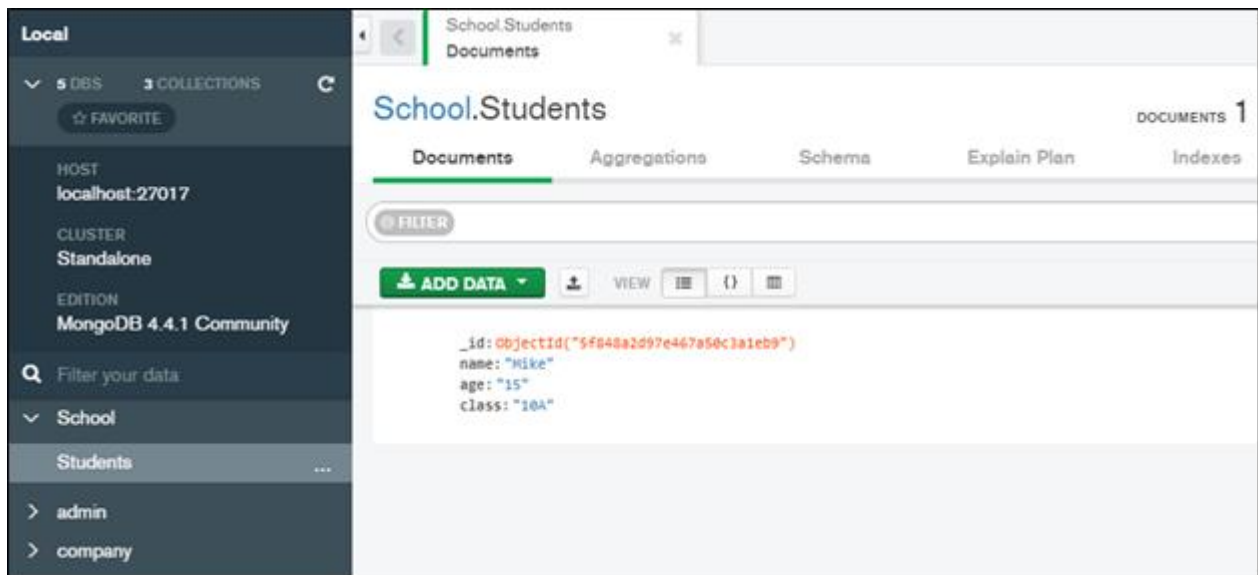 Local
5 DBS 3 COLLECTIONS
☆ FAVORITE
HOST
localhost:27017
CLUSTER
Standalone
EDITION
MongoDB 4.4.1 Community
Filter your data
School
Students ...
admin
company
School.Students
Documents
School.Students
DOCUMENTS 1
Documents Aggregations Schema Explain Plan Indexes
FILTER
ADD DATA VIEW {}
_id: ObjectId("5f848a2d97e467a50c3a1eb9")
name: "Mike"
age: "15"
class: "10A"